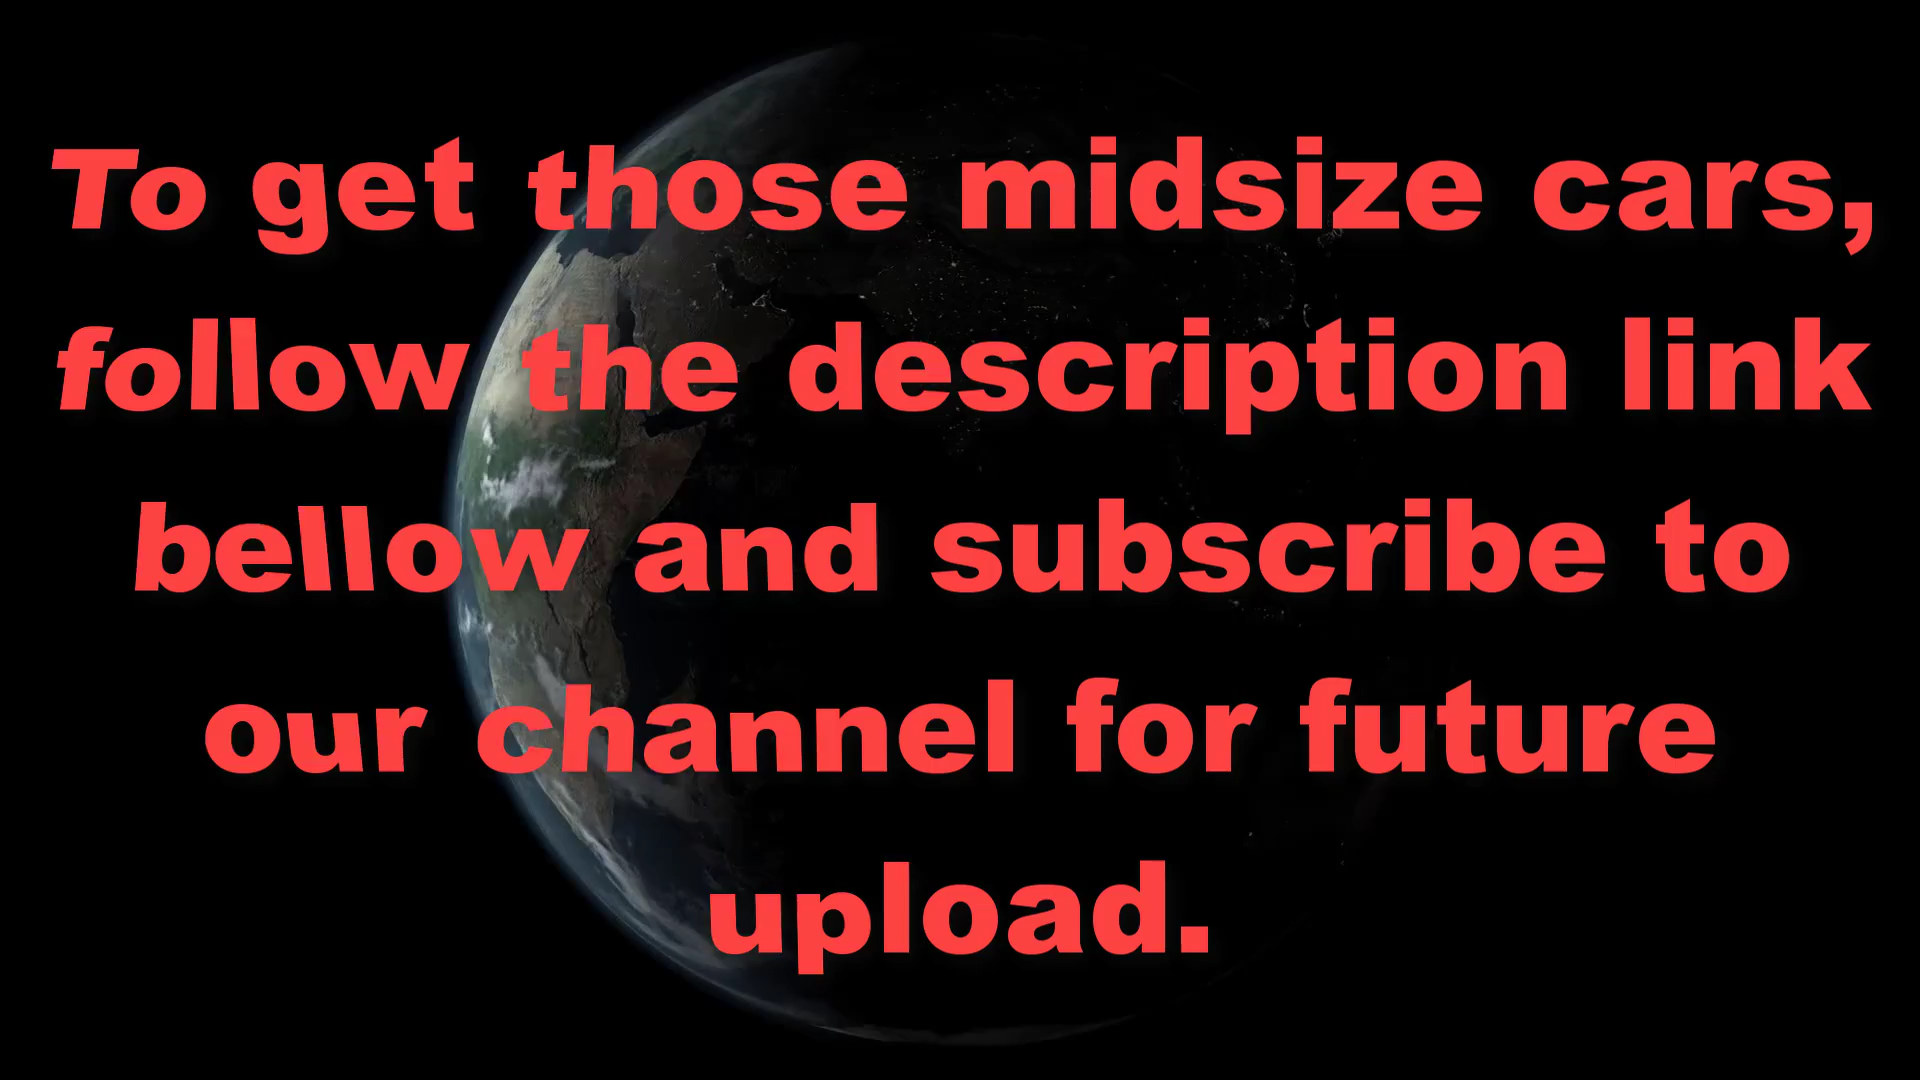 To get those midsize cars,
follow the description link
bellow and subscribe to
our channel for future
upload.